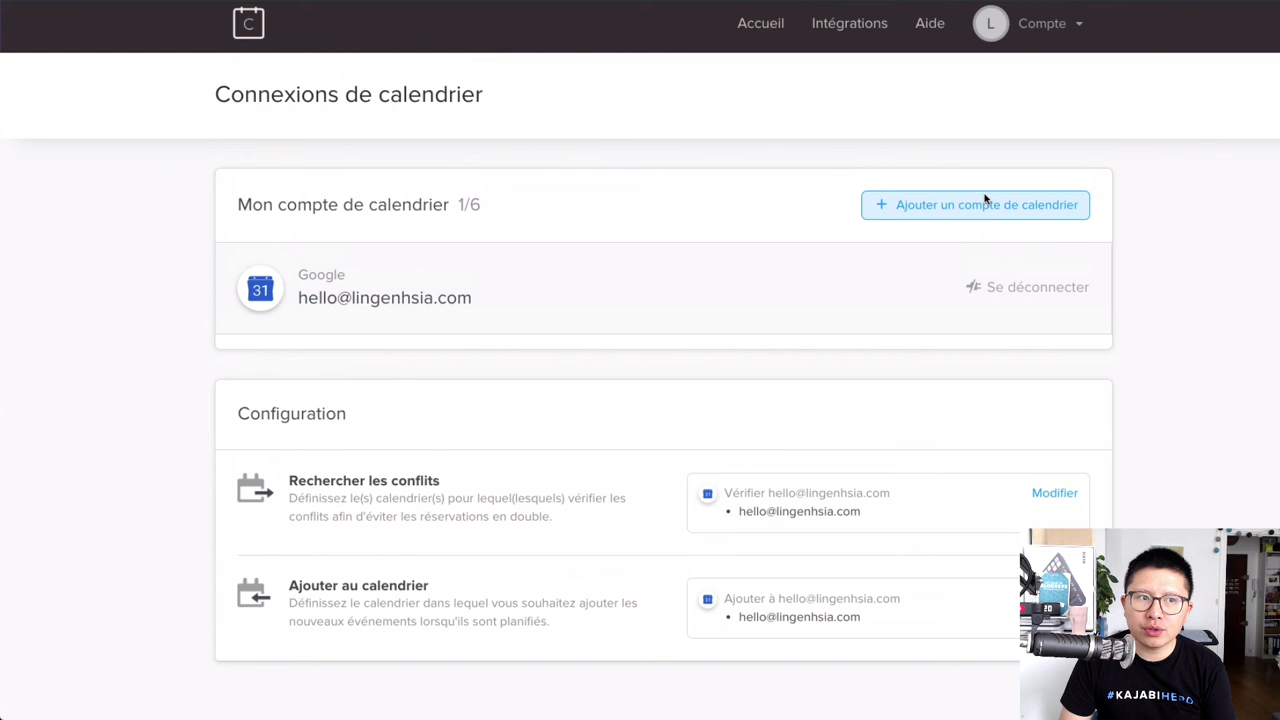 C
Accueil
Intégrations
Aide
L
Compte
Connexions de calendrier
Mon compte de calendrier 1/6
+ Ajouter un compte de calendrier
Google
31
hello@lingenhsia.com
Se déconnecter
Configuration
Rechercher les conflits
Définissez le(s) calendrier(s) pour lequel(lesquels) vérifier les
conflits afin d'éviter les réservations en double.
Vérifier hello@lingenhsia.com
Modifier
• hello@lingenhsia.com
Ajouter au calendrier
Définissez le calendrier dans lequel vous souhaitez ajouter les
nouveaux événements lorsqu'ils sont planifiés.
Ajouter à hello@lingenhsia.com
• hello@lingenhsia.com
#KAJABIHERO